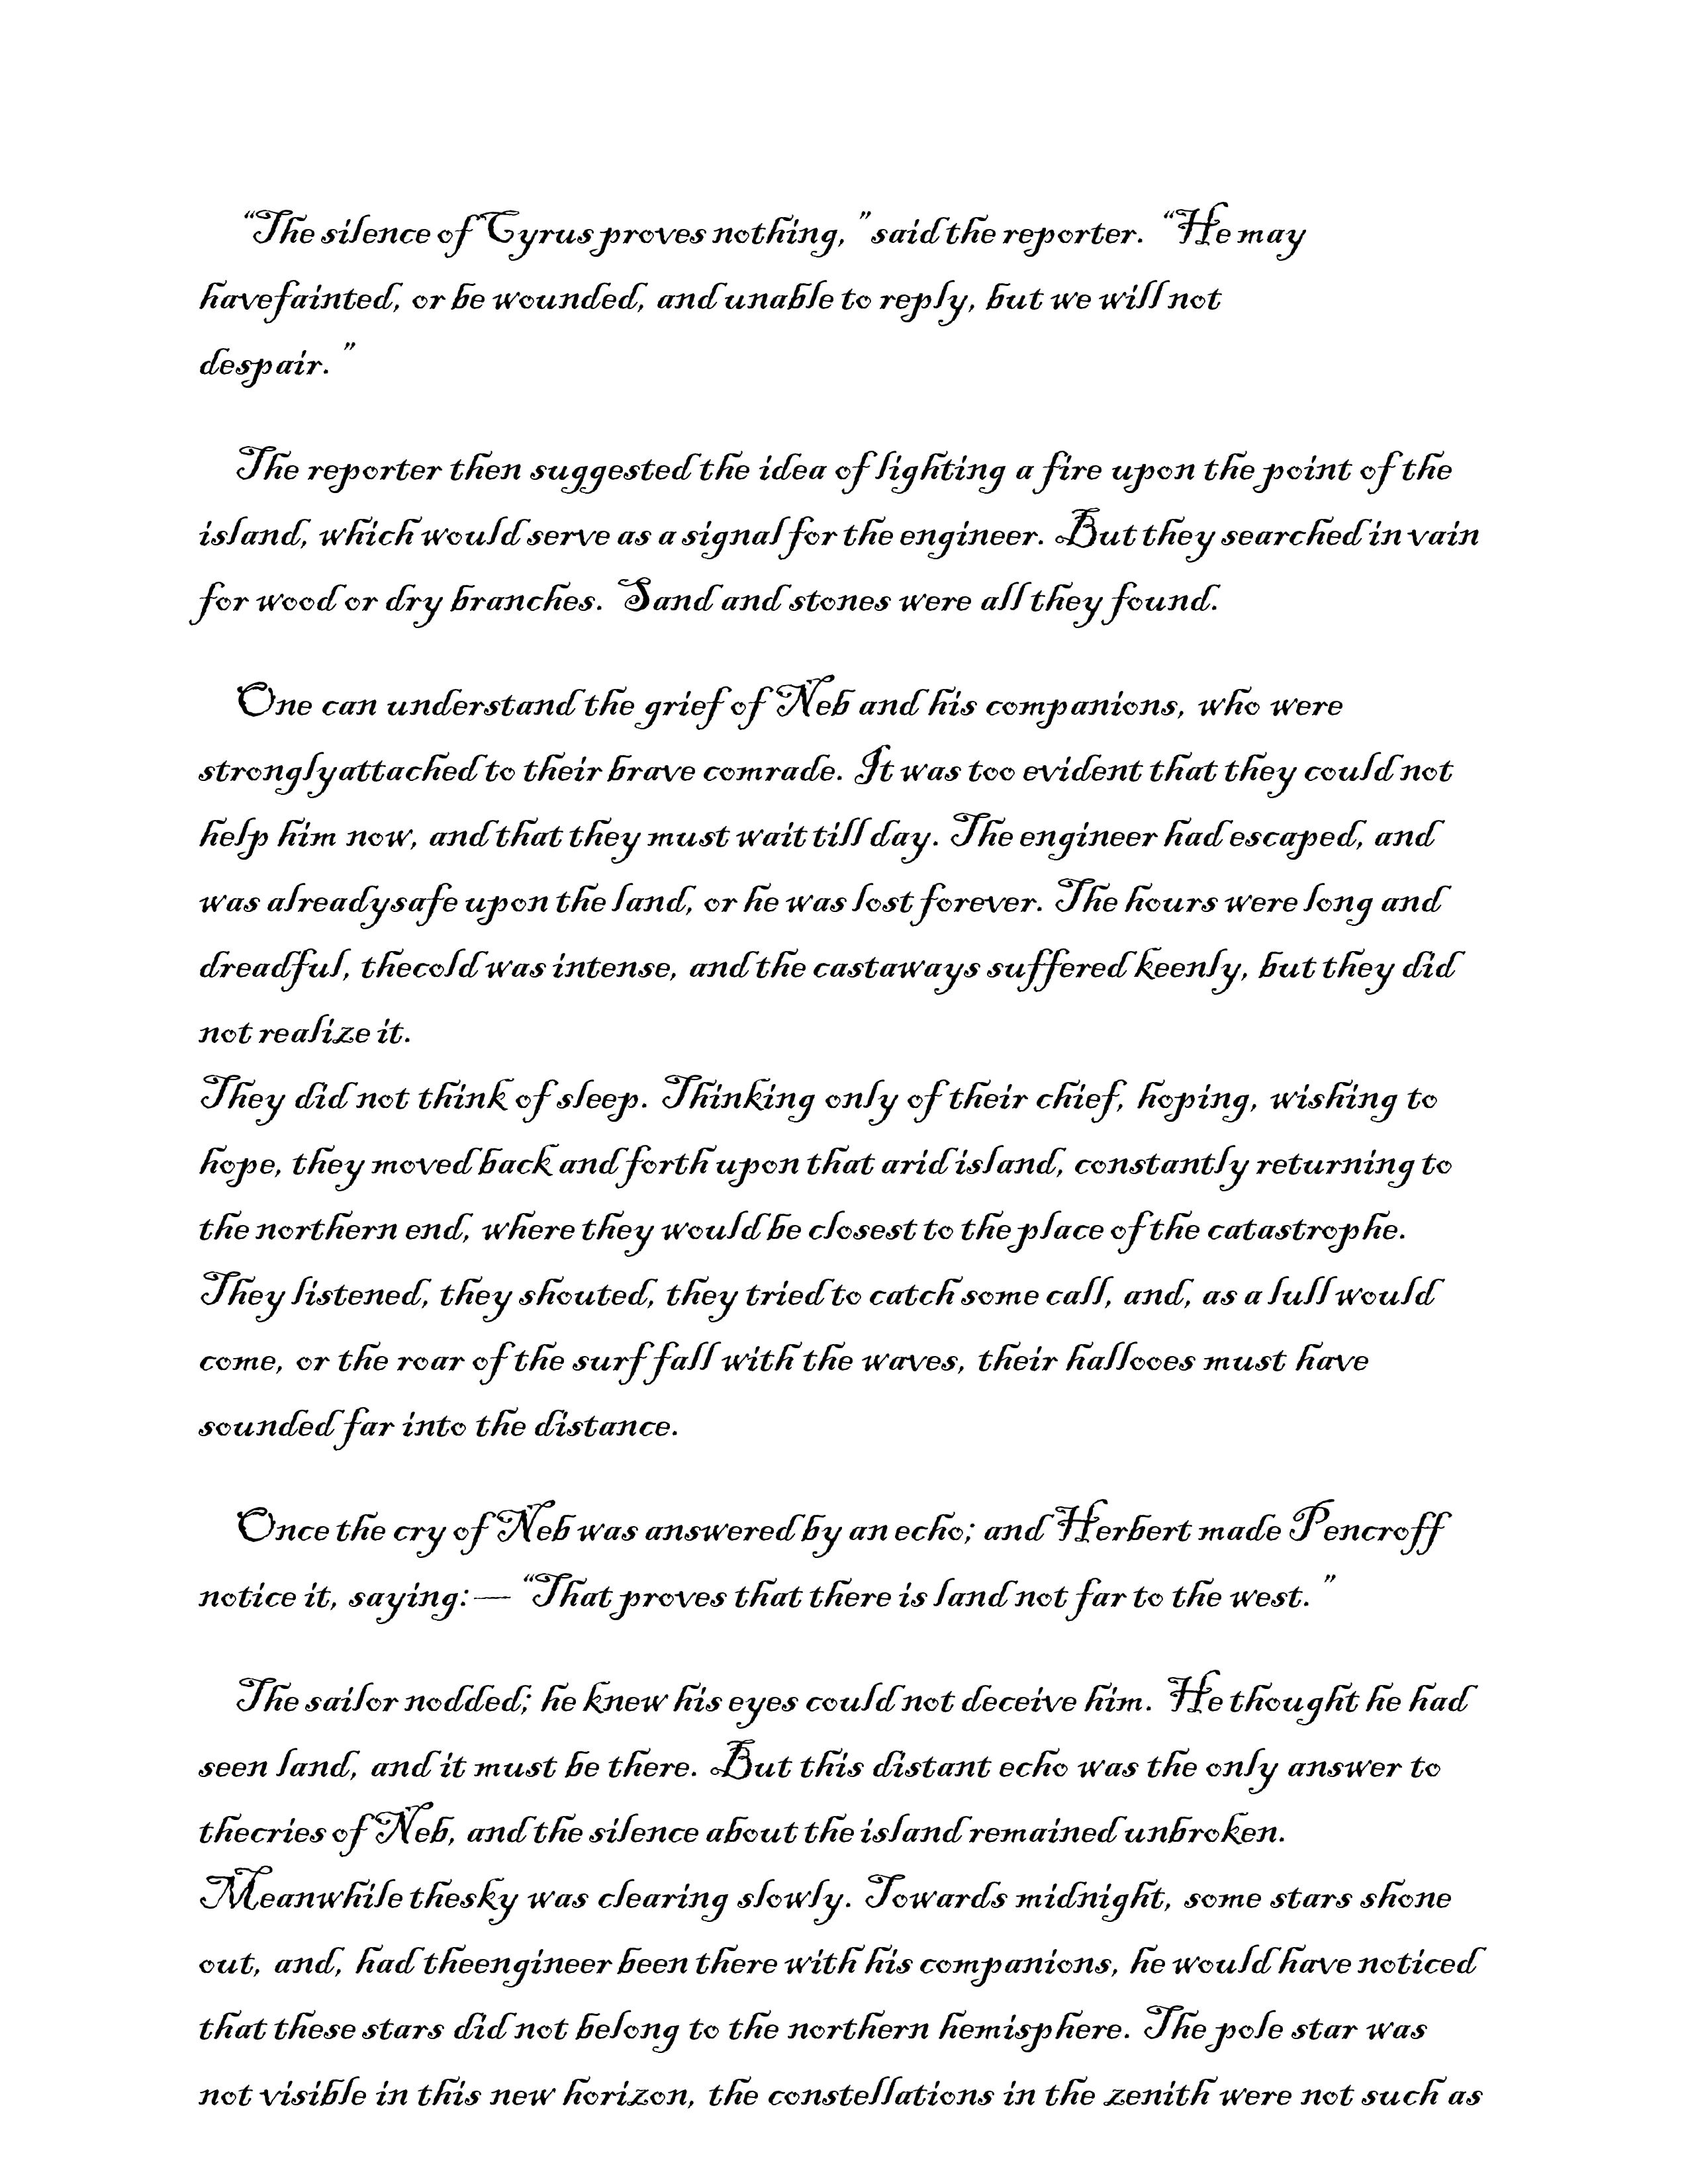 “The silence of Cyrus proves nothing,” said the reporter. “He may
have fainted, or be wounded, and unable to reply, but we will not
despair.”
The reporter then suggested the idea of lighting a fire upon the point of the
island, which would serve as a signal for the engineer. But they searched in vain
for wood or dry branches. Sand and stones were all they found.
One can understand the grief of Neb and his companions, who were
strongly attached to their brave comrade. It was too evident that they could not
help him now, and that they must wait till day. The engineer had escaped, and
was already safe upon the land, or he was lost forever. The hours were long and
dreadful, the cold was intense, and the castaways suffered keenly, but they did
not realize it.
They did not think of sleep. Thinking only of their chief, hoping, wishing to
hope, they moved back and forth upon that arid island, constantly returning to
the northern end, where they would be closest to the place of the catastrophe.
They listened, they shouted, they tried to catch some call, and, as a lull would
come, or the roar of the surf fall with the waves, their hallooes must have
sounded far into the distance.
Once the cry of Neb was answered by an echo; and Herbert made Pencroff
notice it, saying:— “That proves that there is land not far to the west.”
The sailor nodded; he knew his eyes could not deceive him. He thought he had
seen land, and it must be there. But this distant echo was the only answer to
the cries of Neb, and the silence about the island remained unbroken.
Meanwhile the sky was clearing slowly. Towards midnight, some stars shone
out, and, had the engineer been there with his companions, he would have noticed
that these stars did not belong to the northern hemisphere. The pole star was
not visible in this new horizon, the constellations in the zenith were not such as